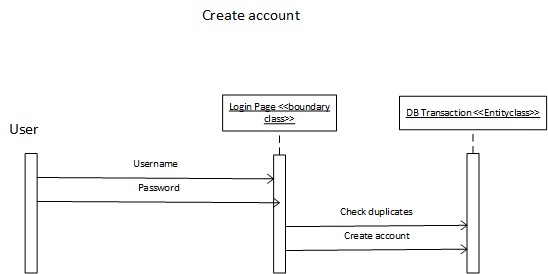 Create account
Login Page <<boundary
class>>
DB Transaction <<Entityclass>>
User
Username
Password
Check duplicates
Create account